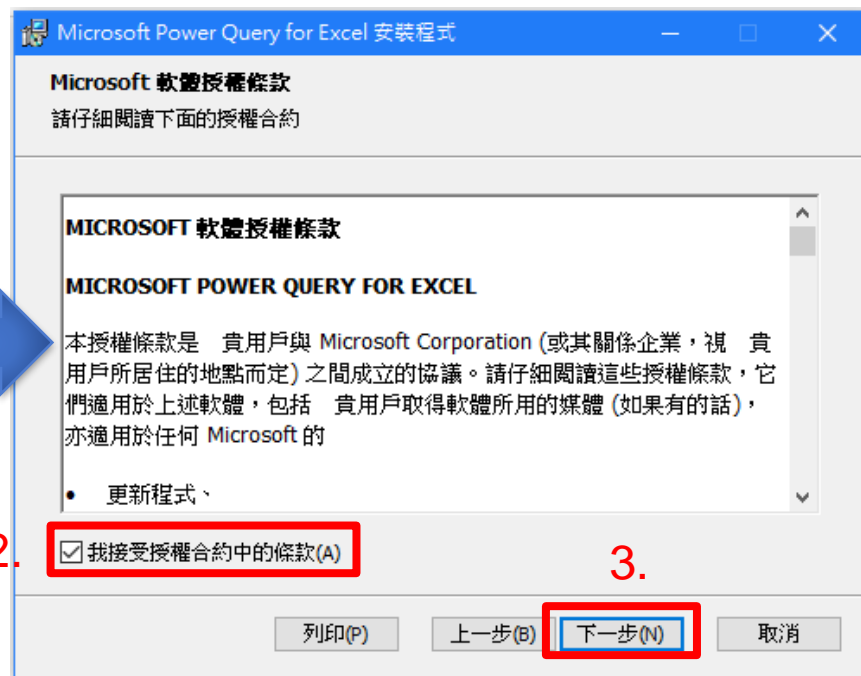 Microsoft Power Query for Excel 安裝程式
Microsoft 軟體授權條款
請仔細閱讀下面的授權合約
MICROSOFT 軟體授權條款
MICROSOFT POWER QUERY FOR EXCEL
本授權條款是 貴用戶與 Microsoft Corporation (或其關係企業，視 貴
用戶所居住的地點而定) 之間成立的協議。請仔細閱讀這些授權條款，它
們適用於上述軟體，包括 貴用戶取得軟體所用的媒體 (如果有的話)，
亦適用於任何 Microsoft 的
• 更新程式、
2.
我接受授權合約中的條款(A)
3.
列印(P) 上一步(B) 下一步(N) 取消